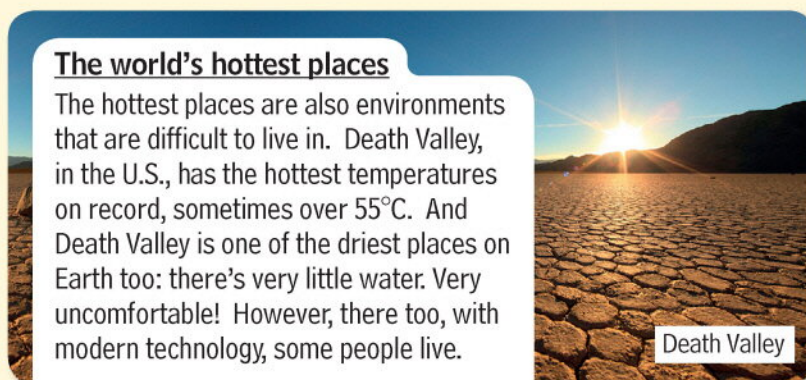 The world's hottest places
The hottest places are also environments
that are difficult to live in. Death Valley,
in the U.S., has the hottest temperatures
on record, sometimes over 55°C. And
Death Valley is one of the driest places on
Earth too: there's very little water. Very
uncomfortable! However, there too, with
modern technology, some people live.
Death Valley